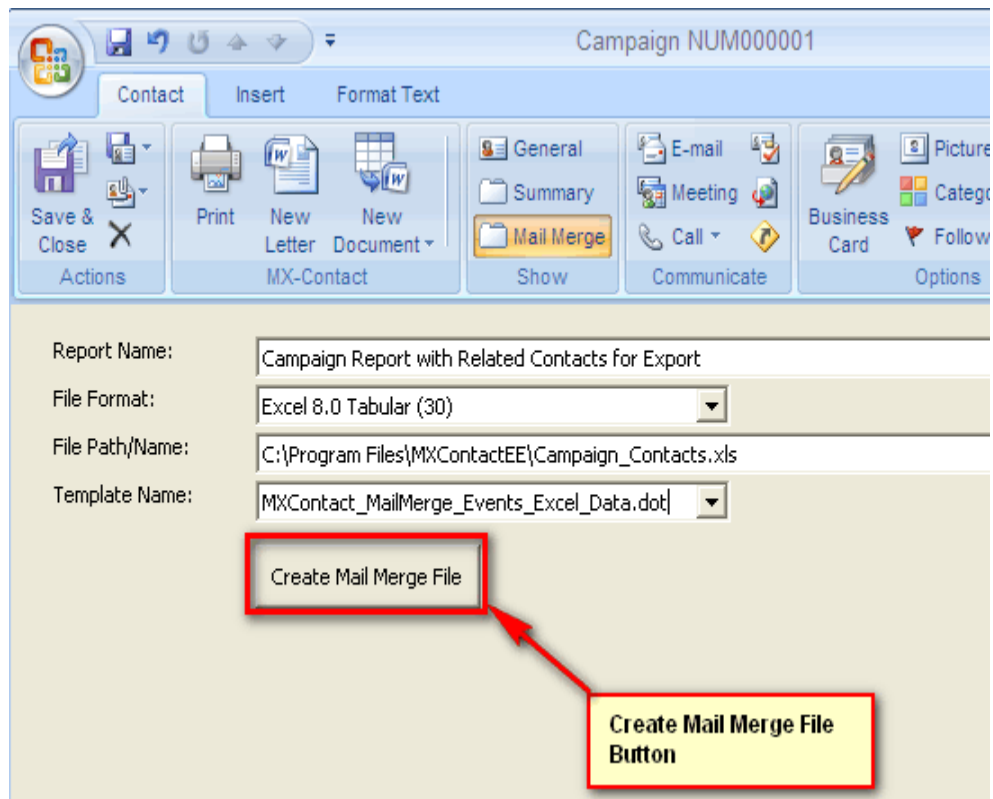 Campaign NUM000001
Contact Insert Format Text
Save & Close
Print
New Letter
New Document
General
Summary
Mail Merge
E-mail
Meeting
Call
Business Card
Picture
Catego
Follow
Actions MX-Contact Show Communicate Options
Report Name: Campaign Report with Related Contacts for Export
File Format: Excel 8.0 Tabular (30)
File Path/Name: C:\Program Files\MXContactEE\Campaign_Contacts.xls
Template Name: MXContact_MailMerge_Events_Excel_Data.dot
Create Mail Merge File
Create Mail Merge File
Button